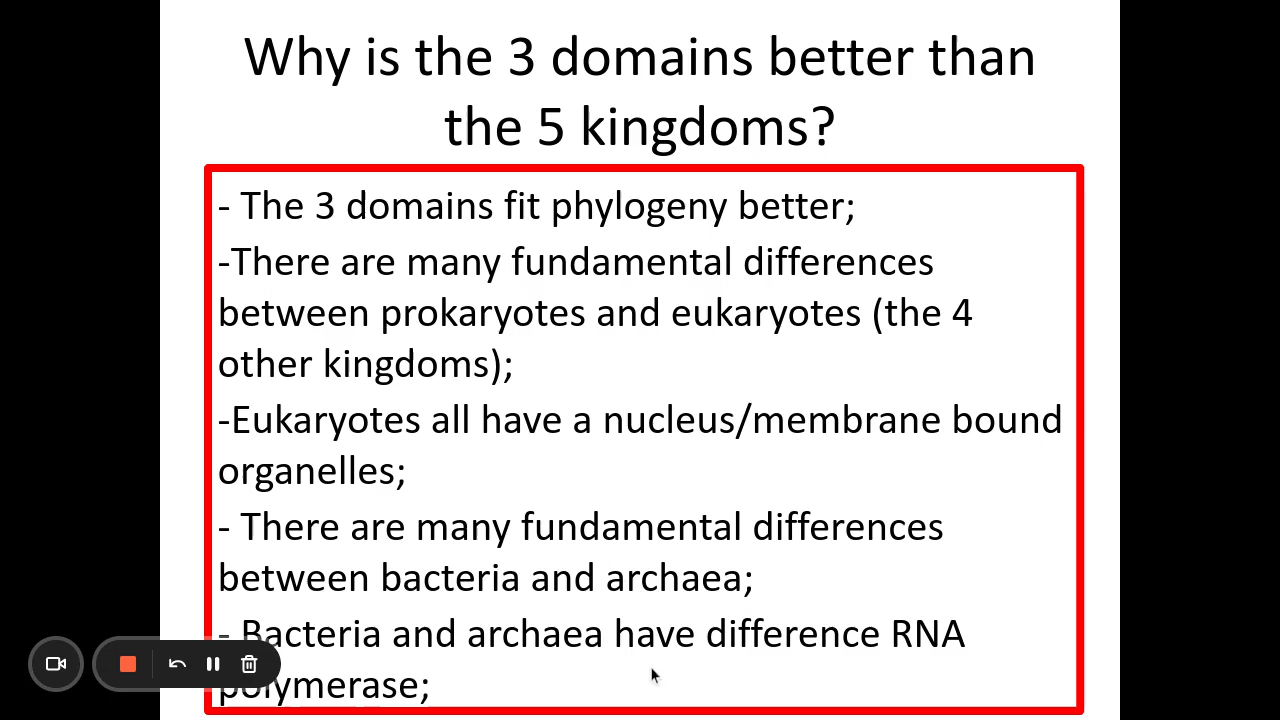 Why is the 3 domains better than
the 5 kingdoms?
- The 3 domains fit phylogeny better;
-There are many fundamental differences
between prokaryotes and eukaryotes (the 4
other kingdoms);
-Eukaryotes all have a nucleus/membrane bound
organelles;
- There are many fundamental differences
between bacteria and archaea;
- Bacteria and archaea have difference RNA
polymerase;